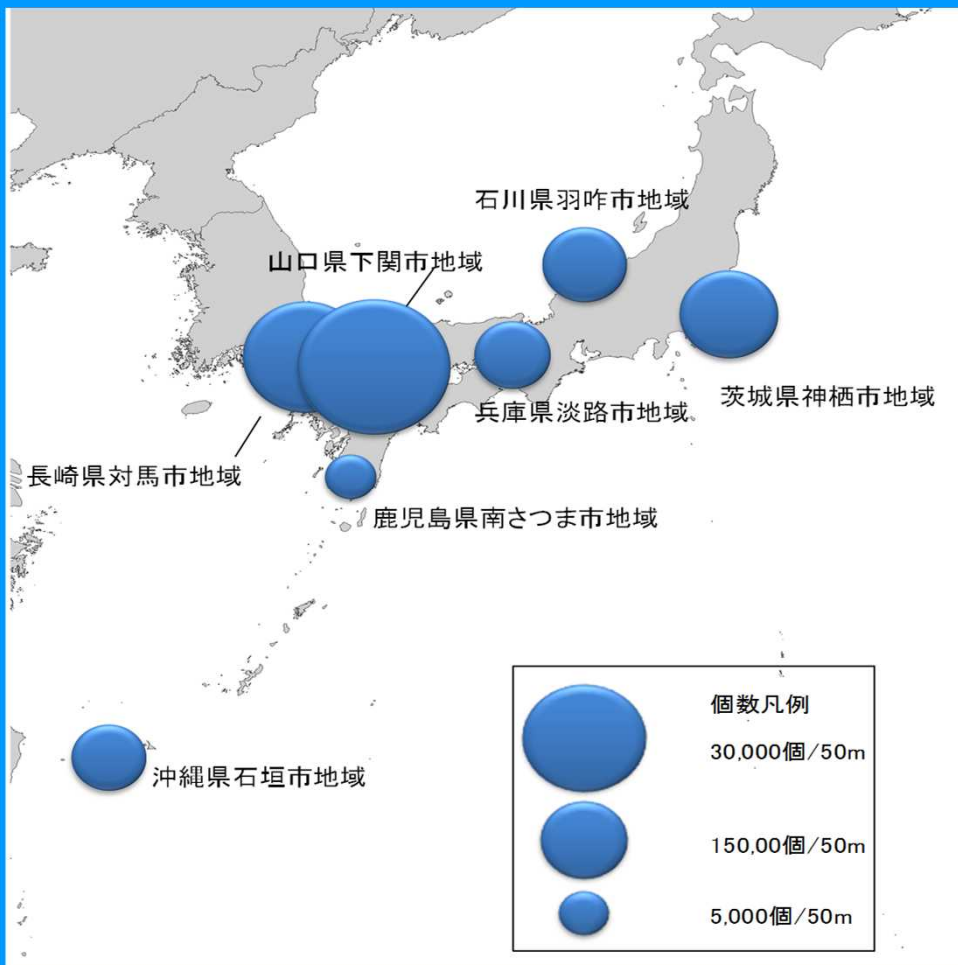 石川県羽咋市地域
山口県下関市地域
茨城県神栖市地域
兵庫県淡路市地域
長崎県対馬市地域
鹿児島県南さつま市地域
沖縄県石垣市地域
個数凡例
30,000個/50m
150,00個/50m
5,000個/50m